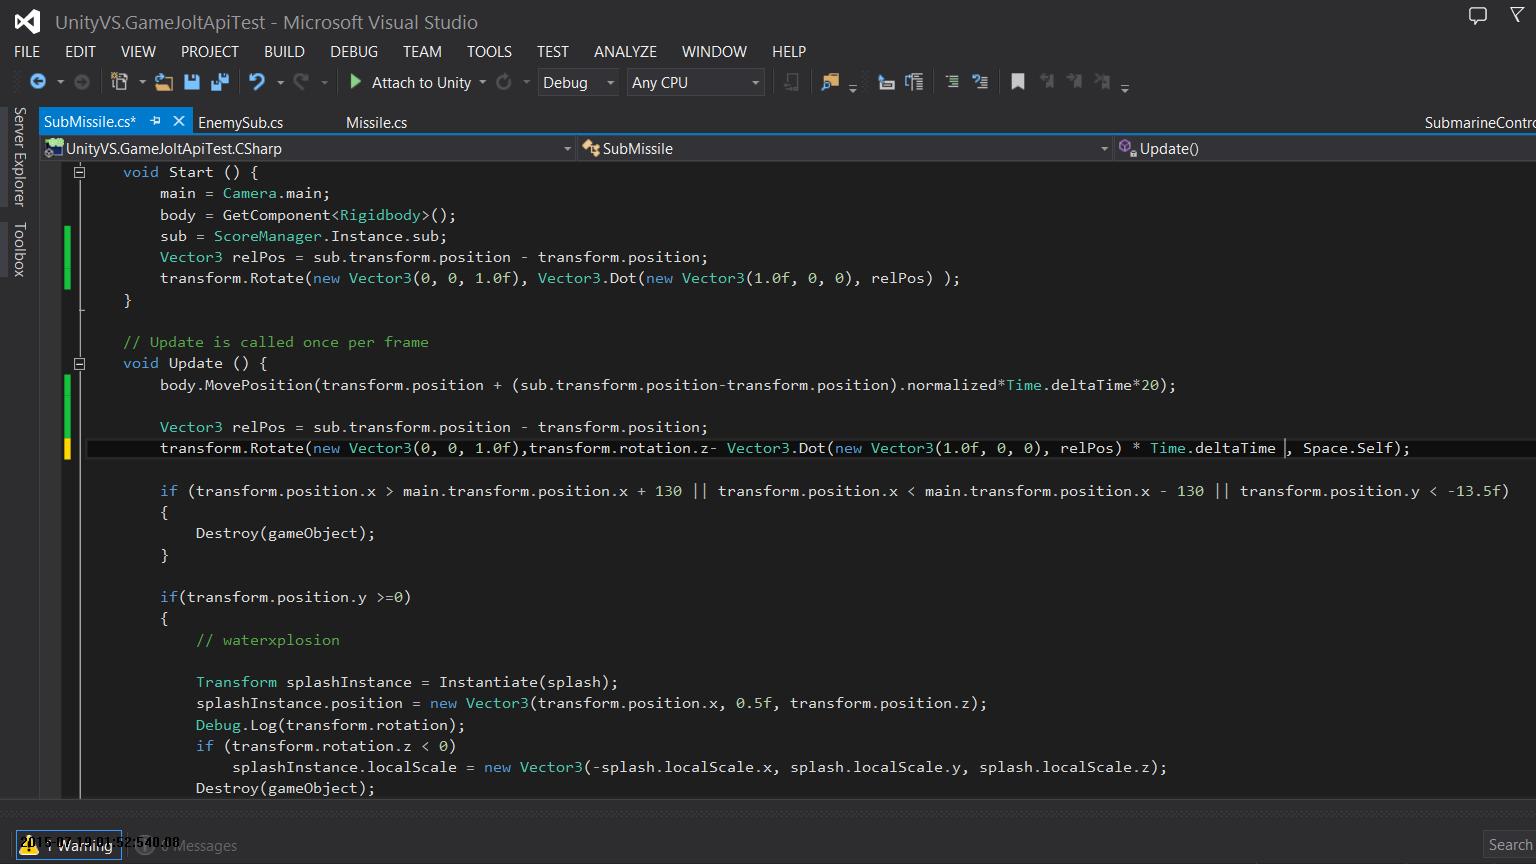 UnityVS.GameJoltApiTest - Microsoft Visual Studio
FILE EDIT VIEW PROJECT BUILD DEBUG TEAM TOOLS TEST ANALYZE WINDOW HELP
Attach to Unity Debug Any CPU
Server Explorer
Toolbox
SubMissile.cs* EnemySub.cs Missile.cs SubmarineContro
UnityVS.GameJoltApiTest.CSharp SubMissile Update()
void Start () {
main = Camera.main;
body = GetComponent<Rigidbody>();
sub = ScoreManager.Instance.sub;
Vector3 relPos = sub.transform.position - transform.position;
transform.Rotate(new Vector3(0, 0, 1.0f), Vector3.Dot(new Vector3(1.0f, 0, 0), relPos) );
}
// Update is called once per frame
void Update () {
body.MovePosition(transform.position + (sub.transform.position-transform.position).normalized*Time.deltaTime*20);
Vector3 relPos = sub.transform.position - transform.position;
transform.Rotate(new Vector3(0, 0, 1.0f),transform.rotation.z- Vector3.Dot(new Vector3(1.0f, 0, 0), relPos) * Time.deltaTime , Space.Self);
if (transform.position.x > main.transform.position.x + 130 || transform.position.x < main.transform.position.x - 130 || transform.position.y < -13.5f)
{
Destroy(gameObject);
}
if(transform.position.y >=0)
{
// waterxplosion
Transform splashInstance = Instantiate(splash);
splashInstance.position = new Vector3(transform.position.x, 0.5f, transform.position.z);
Debug.Log(transform.rotation);
if (transform.rotation.z < 0)
splashInstance.localScale = new Vector3(-splash.localScale.x, splash.localScale.y, splash.localScale.z);
Destroy(gameObject);
1 Warning 0 Messages
Search